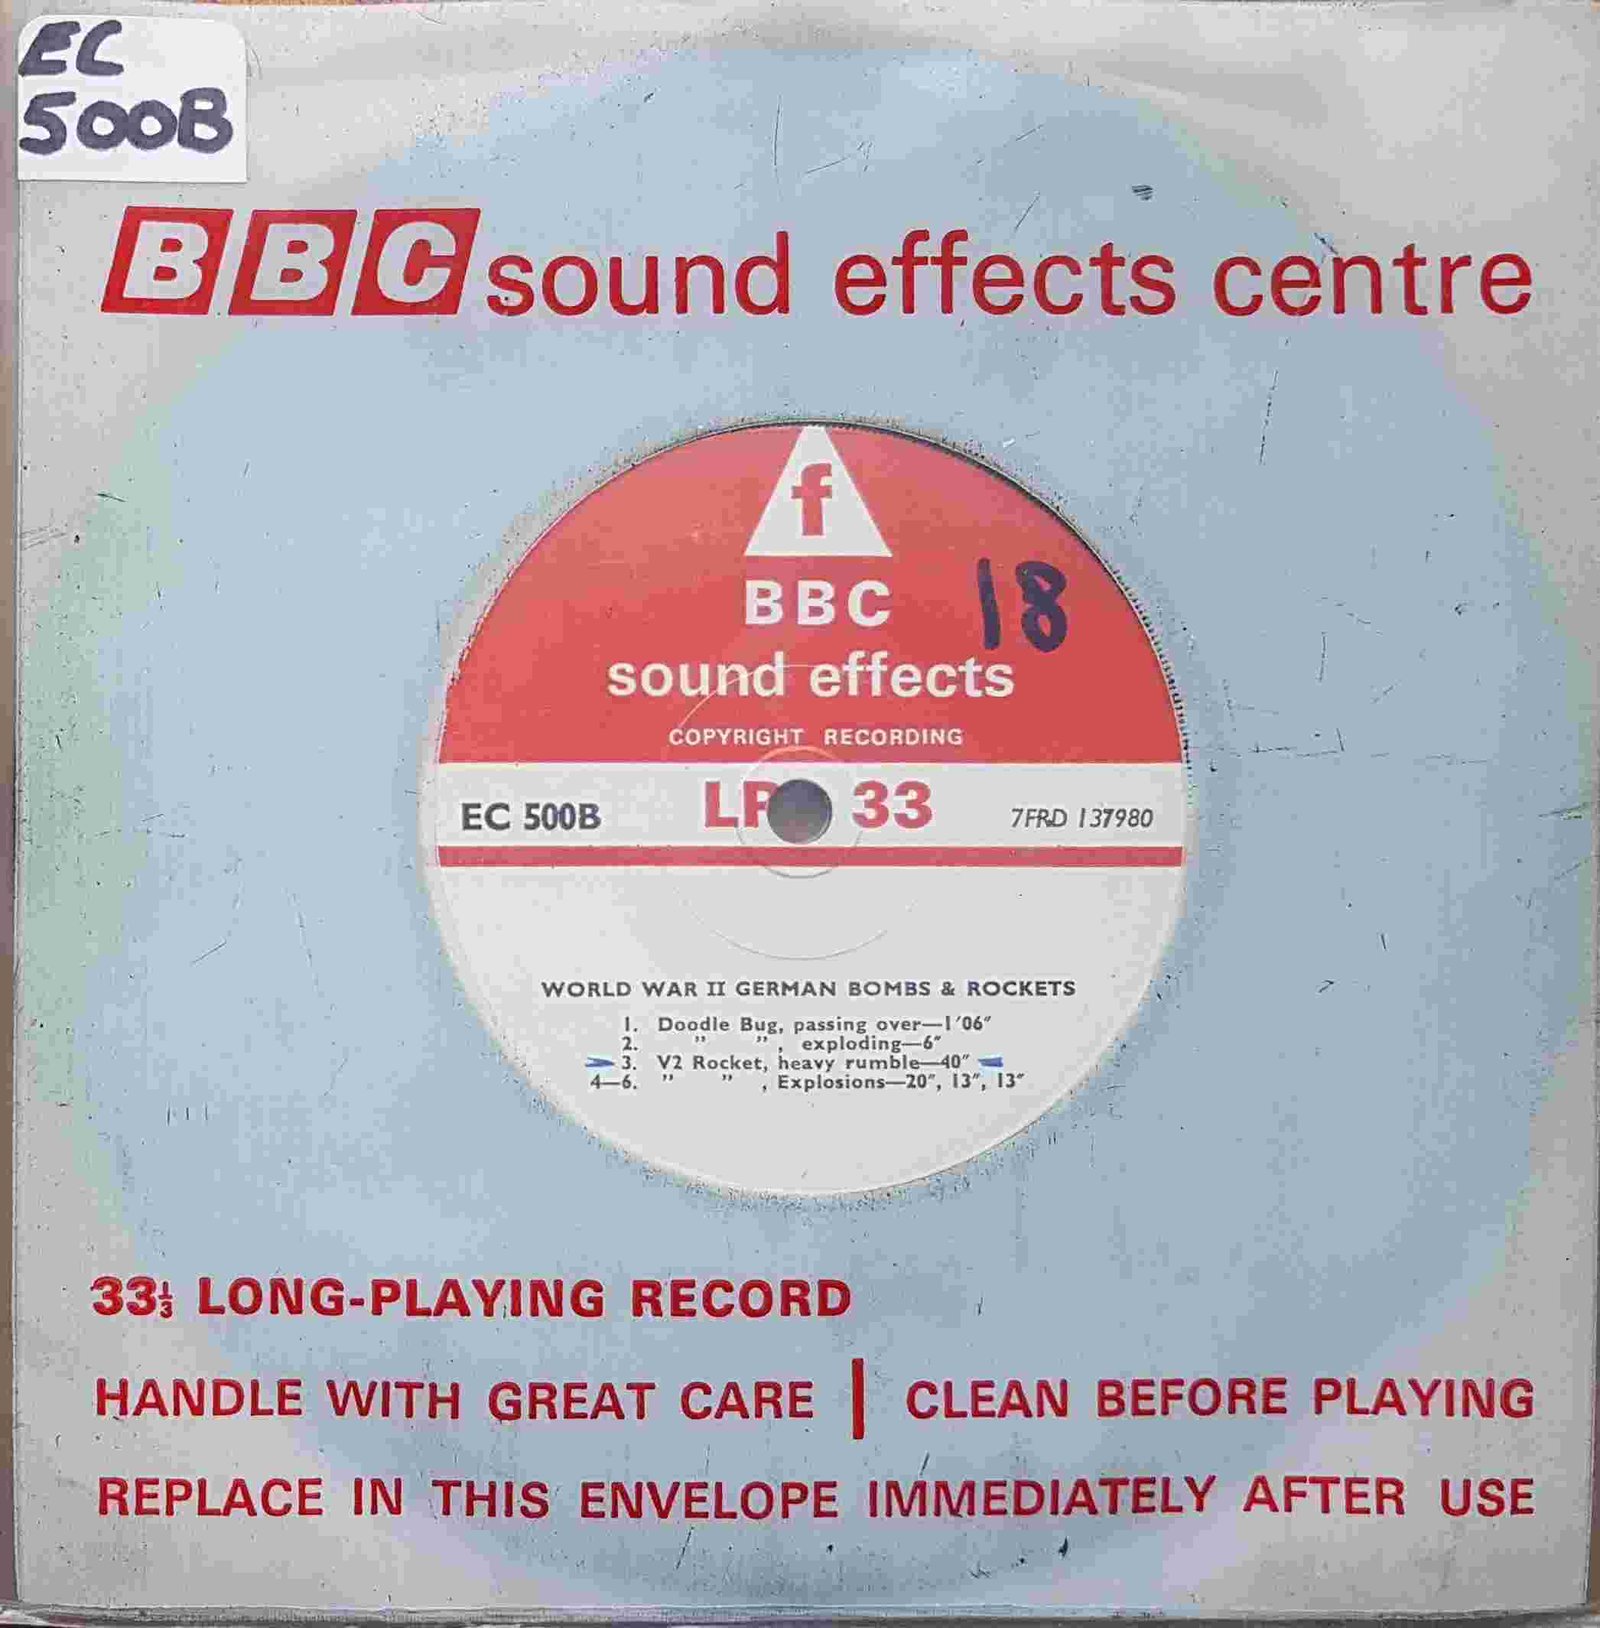 EC
500B
BBC sound effects centre
f
BBC
18
sound effects
COPYRIGHT RECORDING
EC 500B LP 33 7FRD 137980
WORLD WAR II GERMAN BOMBS & ROCKETS
1. Doodle Bug, passing over—1′06″
2. ″ ″ , exploding—6″
3. V2 Rocket, heavy rumble—40″
4—6. ″ ″ , Explosions—20″, 13″, 13″
33⅓ LONG-PLAYING RECORD
HANDLE WITH GREAT CARE | CLEAN BEFORE PLAYING
REPLACE IN THIS ENVELOPE IMMEDIATELY AFTER USE